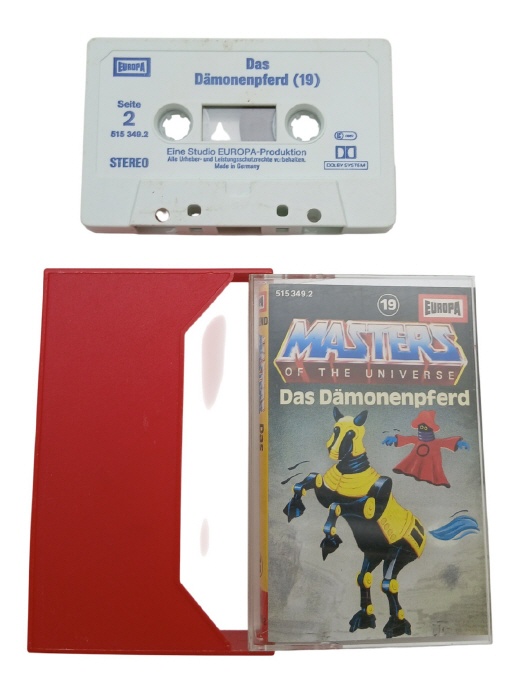 EUROPA
Das
Dämonenpferd (19)
Seite
2
515 349.2
STEREO
Eine Studio EUROPA-Produktion
Alle Urheber- und Leistungsschutzrechte vorbehalten.
Made in Germany
DOLBY SYSTEM
515 349.2
19
EUROPA
MASTERS
OF THE UNIVERSE
Das Dämonenpferd
Das